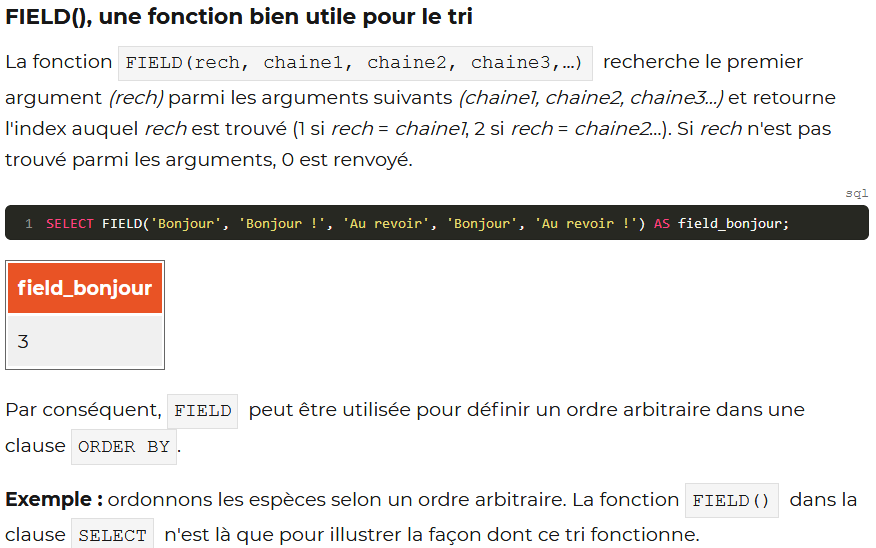 FIELD(), une fonction bien utile pour le tri
La fonction FIELD(rech, chaine1, chaine2, chaine3,…) recherche le premier
argument (rech) parmi les arguments suivants (chaine1, chaine2, chaine3...) et retourne
l'index auquel rech est trouvé (1 si rech = chaine1, 2 si rech = chaine2...). Si rech n'est pas
trouvé parmi les arguments, 0 est renvoyé.
sql
1 SELECT FIELD('Bonjour', 'Bonjour !', 'Au revoir', 'Bonjour', 'Au revoir !') AS field_bonjour;
field_bonjour
3
Par conséquent, FIELD peut être utilisée pour définir un ordre arbitraire dans une
clause ORDER BY.
Exemple : ordonnons les espèces selon un ordre arbitraire. La fonction FIELD() dans la
clause SELECT n'est là que pour illustrer la façon dont ce tri fonctionne.